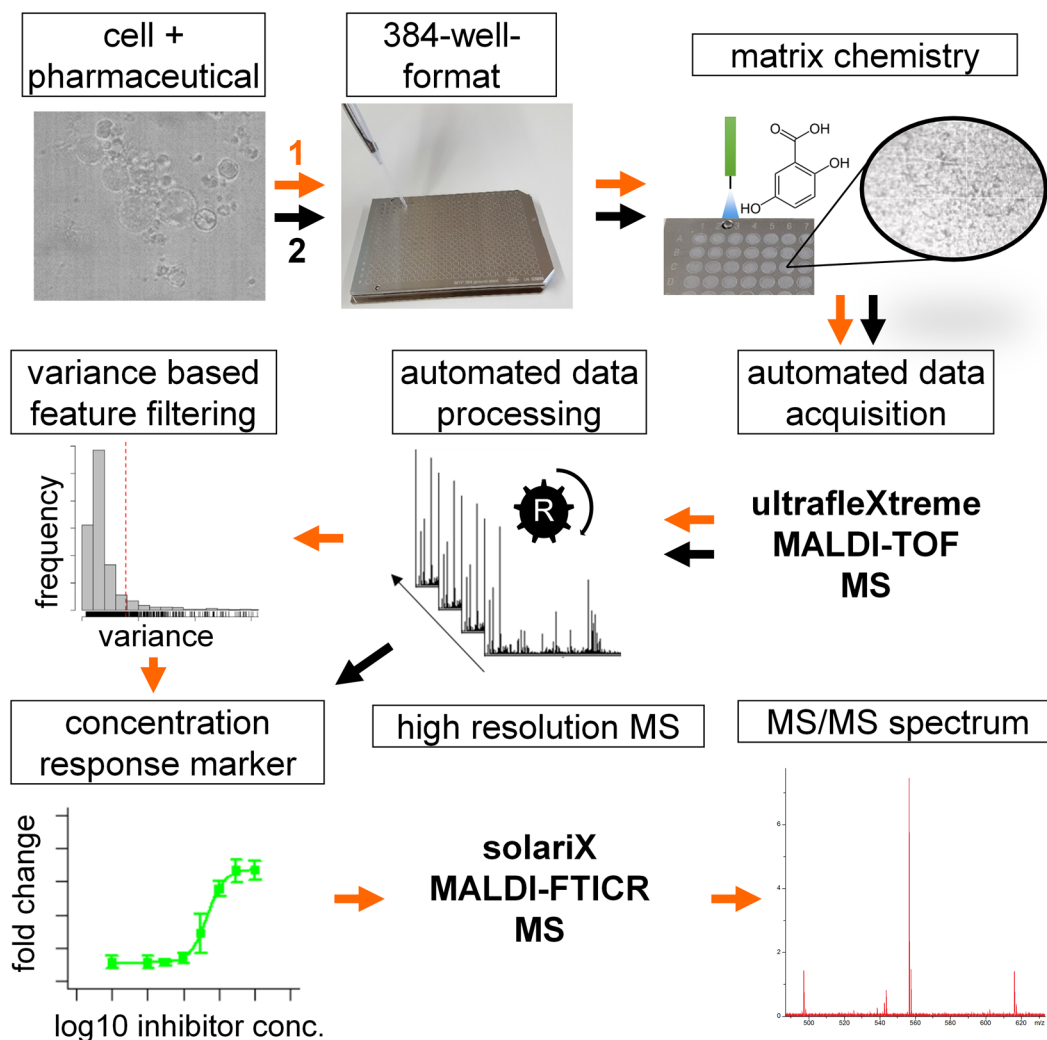 cell +
pharmaceutical
384-well-
format
matrix chemistry
1
2
O
OH
OH
HO
1 2 3 4 5 6 7
A
B
C
D
variance based
feature filtering
automated data
processing
automated data
acquisition
frequency
variance
R
ultrafleXtreme
MALDI-TOF
MS
concentration
response marker
high resolution MS
MS/MS spectrum
fold change
log10 inhibitor conc.
solariX
MALDI-FTICR
MS
6
4
2
0
500 520 540 560 580 600 620 m/z